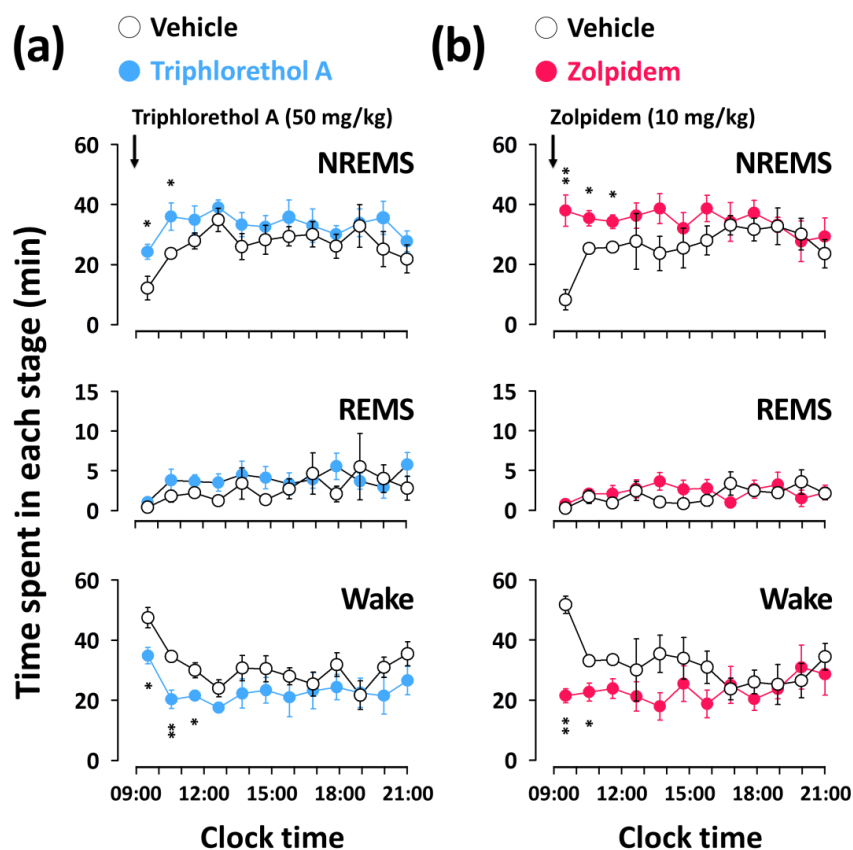 (a)
Vehicle
Triphlorethol A
(b)
Vehicle
Zolpidem
Time spent in each stage (min)
Triphlorethol A (50 mg/kg)
NREMS
60
40
20
0
*
*
Zolpidem (10 mg/kg)
NREMS
60
40
20
0
**
*
*
REMS
15
10
5
0
REMS
15
10
5
0
Wake
60
40
20
0
*
**
*
09:00 12:00 15:00 18:00 21:00
Clock time
Wake
60
40
20
0
**
*
09:00 12:00 15:00 18:00 21:00
Clock time